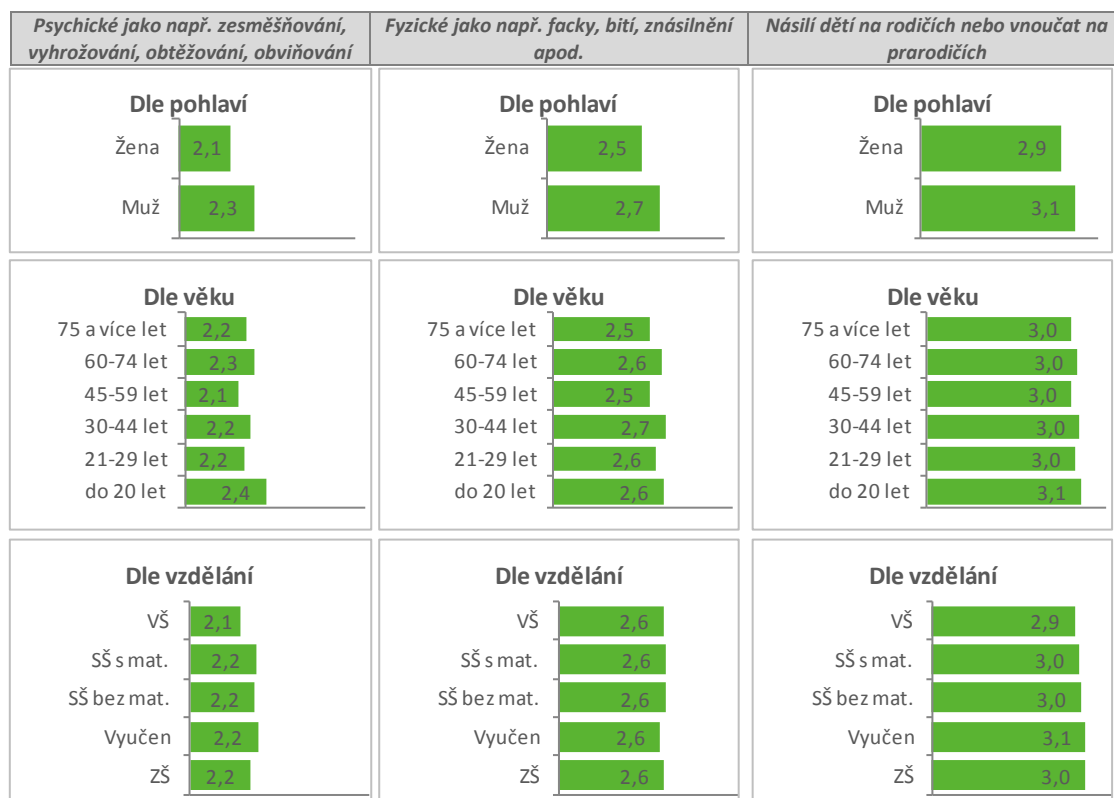 Psychické jako např. zesměšňování,
vyhrožování, obtěžování, obviňování
Fyzické jako např. facky, bití, znásilnění
apod.
Násilí dětí na rodičích nebo vnoučat na
prarodičích
Dle pohlaví
Žena 2,1
Muž 2,3
Dle pohlaví
Žena 2,5
Muž 2,7
Dle pohlaví
Žena 2,9
Muž 3,1
Dle věku
75 a více let 2,2
60-74 let 2,3
45-59 let 2,1
30-44 let 2,2
21-29 let 2,2
do 20 let 2,4
Dle věku
75 a více let 2,5
60-74 let 2,6
45-59 let 2,5
30-44 let 2,7
21-29 let 2,6
do 20 let 2,6
Dle věku
75 a více let 3,0
60-74 let 3,0
45-59 let 3,0
30-44 let 3,0
21-29 let 3,0
do 20 let 3,1
Dle vzdělání
VŠ 2,1
SŠ s mat. 2,2
SŠ bez mat. 2,2
Vyučen 2,2
ZŠ 2,2
Dle vzdělání
VŠ 2,6
SŠ s mat. 2,6
SŠ bez mat. 2,6
Vyučen 2,6
ZŠ 2,6
Dle vzdělání
VŠ 2,9
SŠ s mat. 3,0
SŠ bez mat. 3,0
Vyučen 3,1
ZŠ 3,0